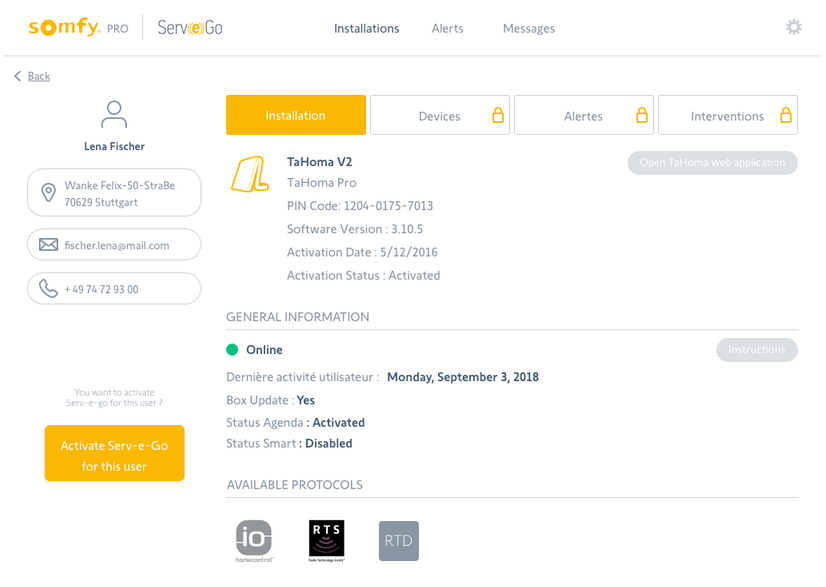 somfy. PRO Serv(e)Go Installations Alerts Messages
Back
Lena Fischer
Wanke Felix-50-StraBe
70629 Stuttgart
fischer.lena@mail.com
+ 49 74 72 93 00
You want to activate
Serv-e-go for this user ?
Activate Serv-e-Go
for this user
Installation Devices Alertes Interventions
TaHoma V2 Open TaHoma web application
TaHoma Pro
PIN Code: 1204-0175-7013
Software Version : 3.10.5
Activation Date : 5/12/2016
Activation Status : Activated
GENERAL INFORMATION
Online Instructions
Dernière activité utilisateur : Monday, September 3, 2018
Box Update : Yes
Status Agenda : Activated
Status Smart : Disabled
AVAILABLE PROTOCOLS
io RTS RTD
homecontrol Radio Technology Somfy